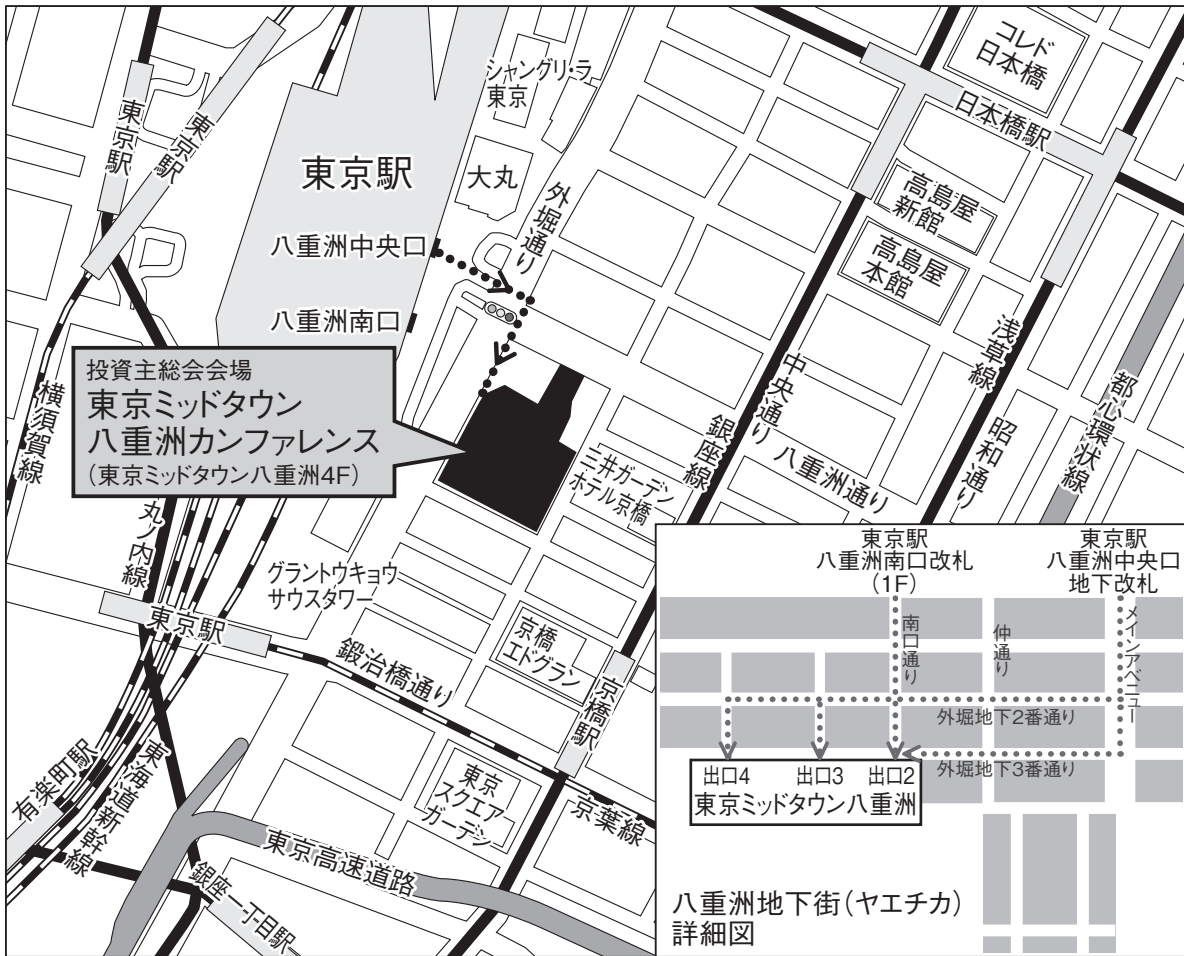 シャングリ・ラ
東京
コレド
日本橋
日本橋駅
東京駅
東京駅
東京駅
大丸
外堀通り
高島屋
新館
高島屋
本館
八重洲中央口
八重洲南口
投資主総会会場
東京ミッドタウン
八重洲カンファレンス
(東京ミッドタウン八重洲4F)
横須賀線
中央通り
銀座線
八重洲通り
浅草線
昭和通り
都心環状線
三井ガーデン
ホテル京橋
丸ノ内線
グラントウキョウ
サウスタワー
東京駅
鍛冶橋通り
京橋
エドグラン
京橋駅
有楽町駅
東海道新幹線
東京
スクエア
ガーデン
京葉線
東京高速道路
銀座一丁目駅
東京駅
八重洲南口改札
(1F)
東京駅
八重洲中央口
地下改札
南口通り
仲通り
メインアベニュー
外堀地下2番通り
外堀地下3番通り
出口4
出口3
出口2
東京ミッドタウン八重洲
八重洲地下街(ヤエチカ)
詳細図